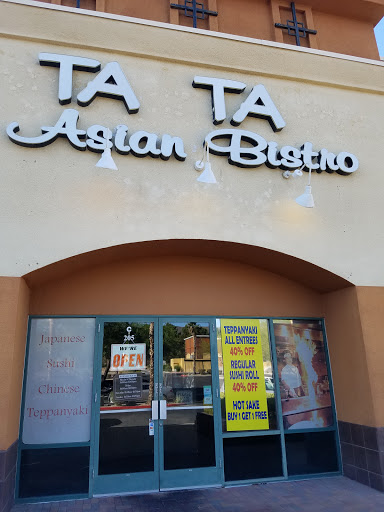 TA TA
Asian Bistro
205
WE'RE
OPEN
Japanese
Sushi
Chinese
Teppanyaki
TEPPANYAKI
ALL ENTREES
40% OFF
REGULAR
SUSHI ROLL
40% OFF
HOT SAKE
BUY 1 GET 1 FREE